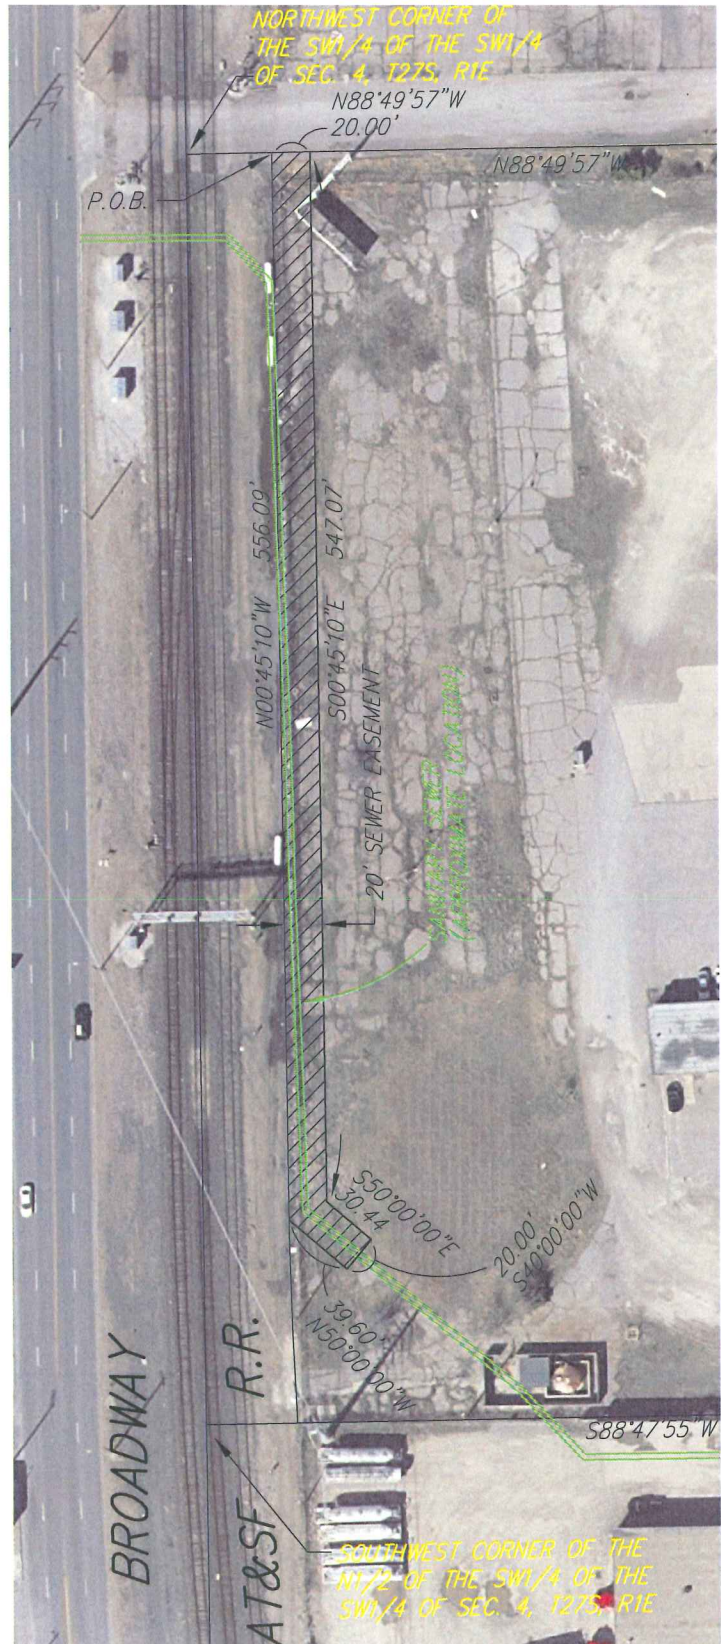 NORTHWEST CORNER OF
THE SW1/4 OF THE SW1/4
OF SEC. 4, T27S, R1E
N88°49'57"W
20.00'
N88°49'57"W
P.O.B.
N00°45'10"W 556.09'
S00°45'10"E 547.07'
20' SEWER EASEMENT
SANITARY SEWER
(APPROXIMATE LOCATION)
S50°00'00"E
30.44
20.00'
S40°00'00"W
39.60'
N50°00'00"W
S88°47'55"W
BROADWAY
R.R.
AT&SF
SOUTHWEST CORNER OF THE
N1/2 OF THE SW1/4 OF THE
SW1/4 OF SEC. 4, T27S, R1E